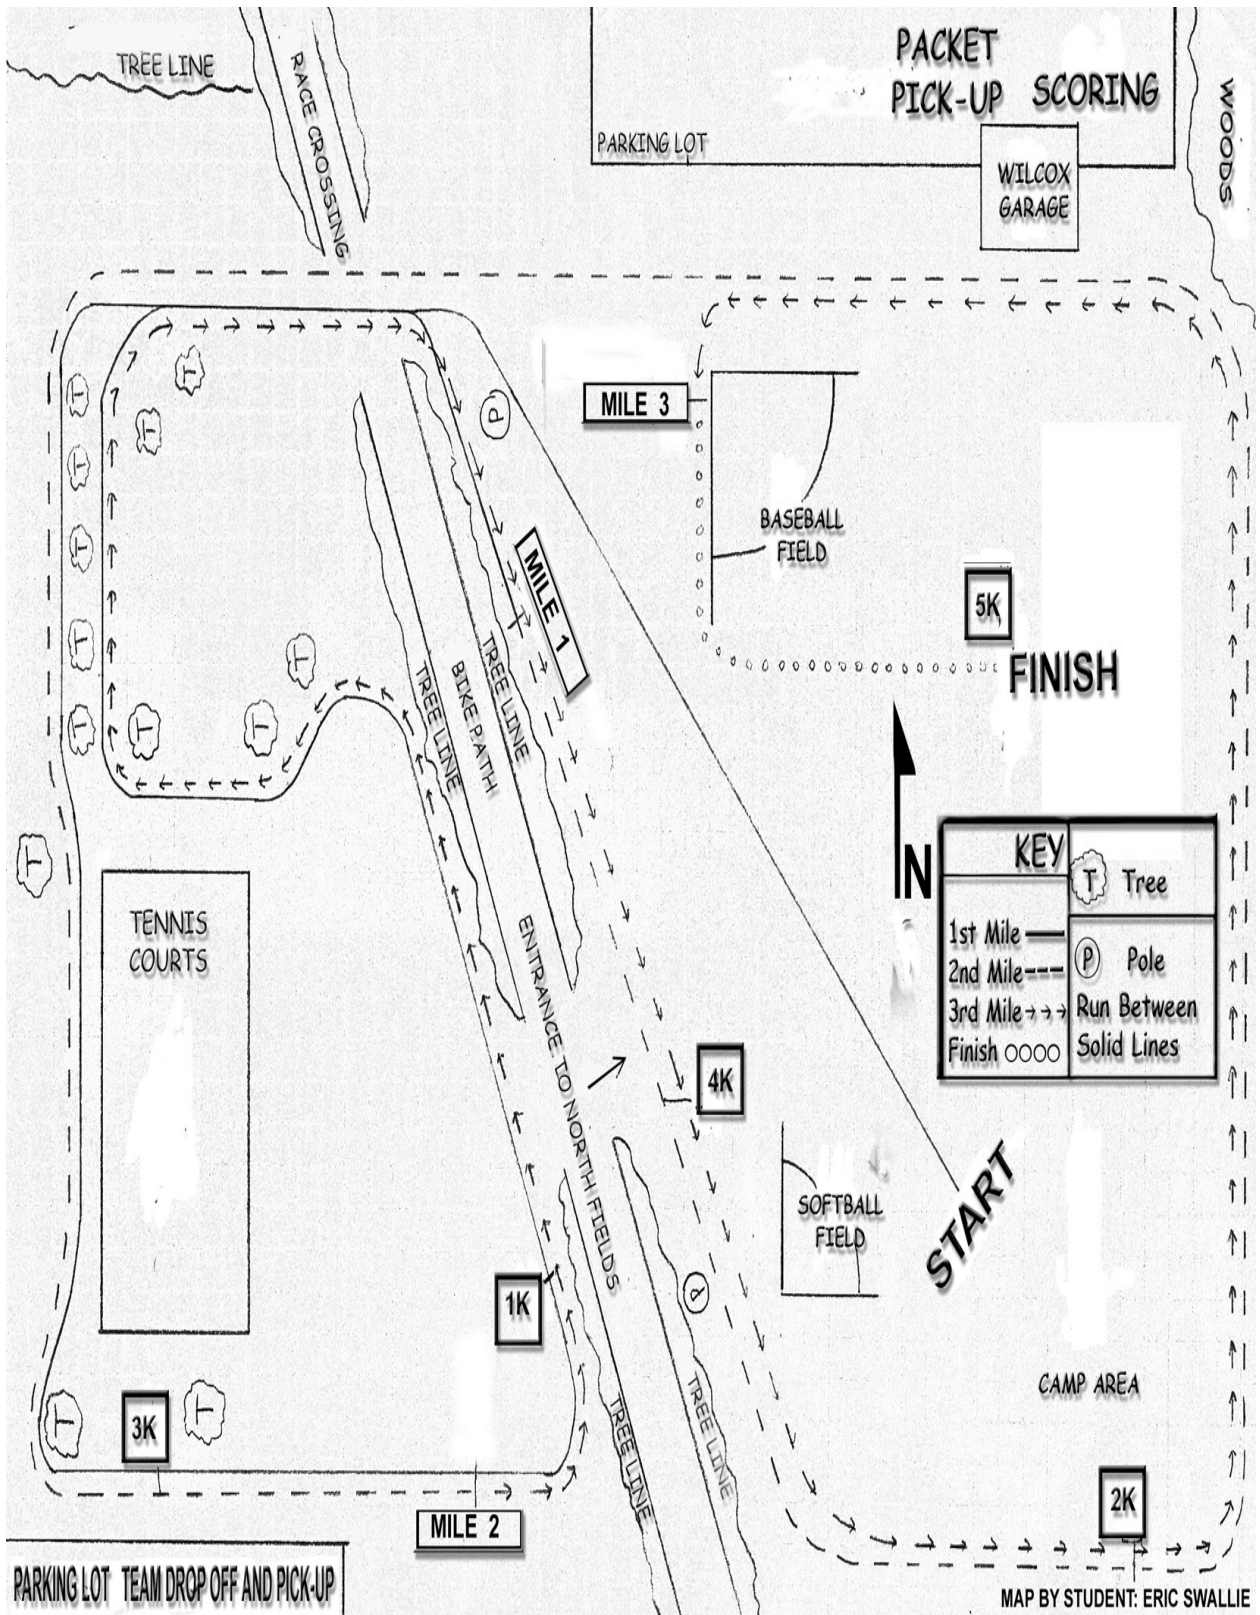 TREE LINE
RACE CROSSING
PACKET
PICK-UP
SCORING
PARKING LOT
WILCOX
GARAGE
WOODS
T
T
T
T
P
MILE 3
BASEBALL
FIELD
T
MILE 1
5K
T
T
TREE LINE
BIKE PATH
TREE LINE
FINISH
T
T
T
T
N
KEY
T Tree
1st Mile
2nd Mile
3rd Mile
Finish
P Pole
Run Between
Solid Lines
TENNIS
COURTS
ENTRANCE TO NORTH FIELDS
4K
SOFTBALL
FIELD
START
1K
P
CAMP AREA
TREE LINE
TREE LINE
T
3K
T
2K
MILE 2
PARKING LOT TEAM DROP OFF AND PICK-UP
MAP BY STUDENT: ERIC SWALLIE